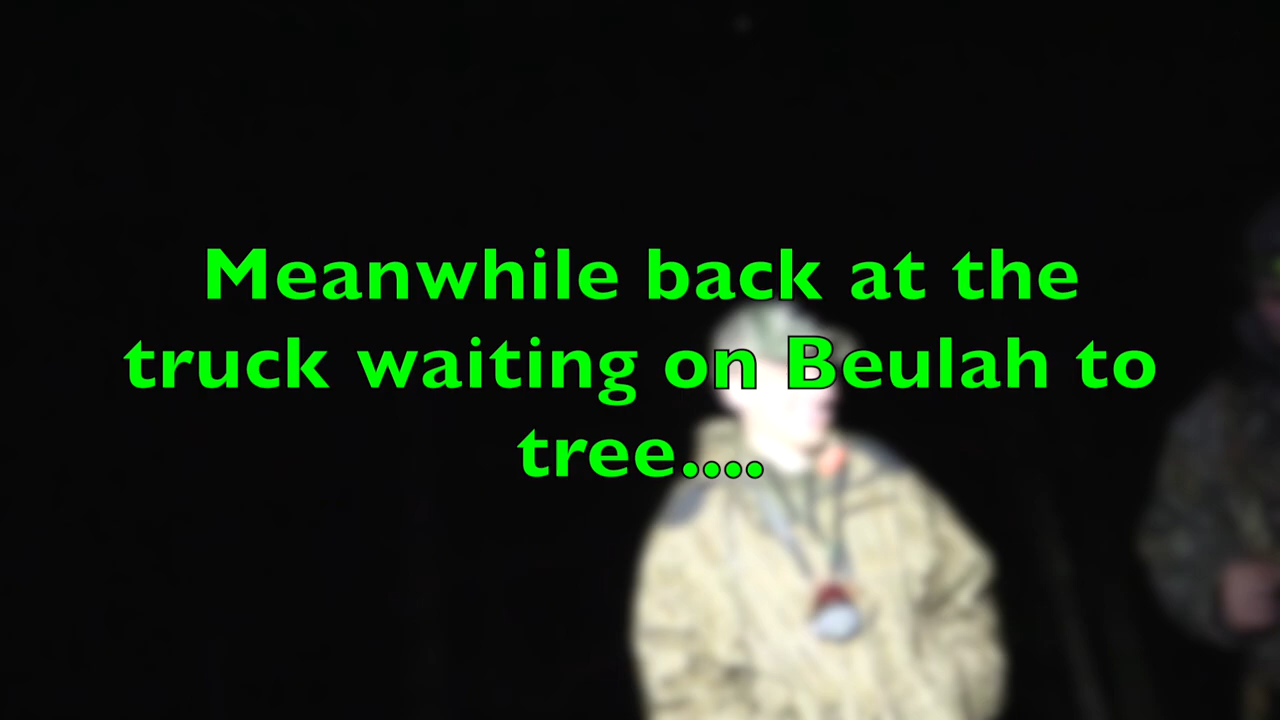 Meanwhile back at the
truck waiting on Beulah to
tree....